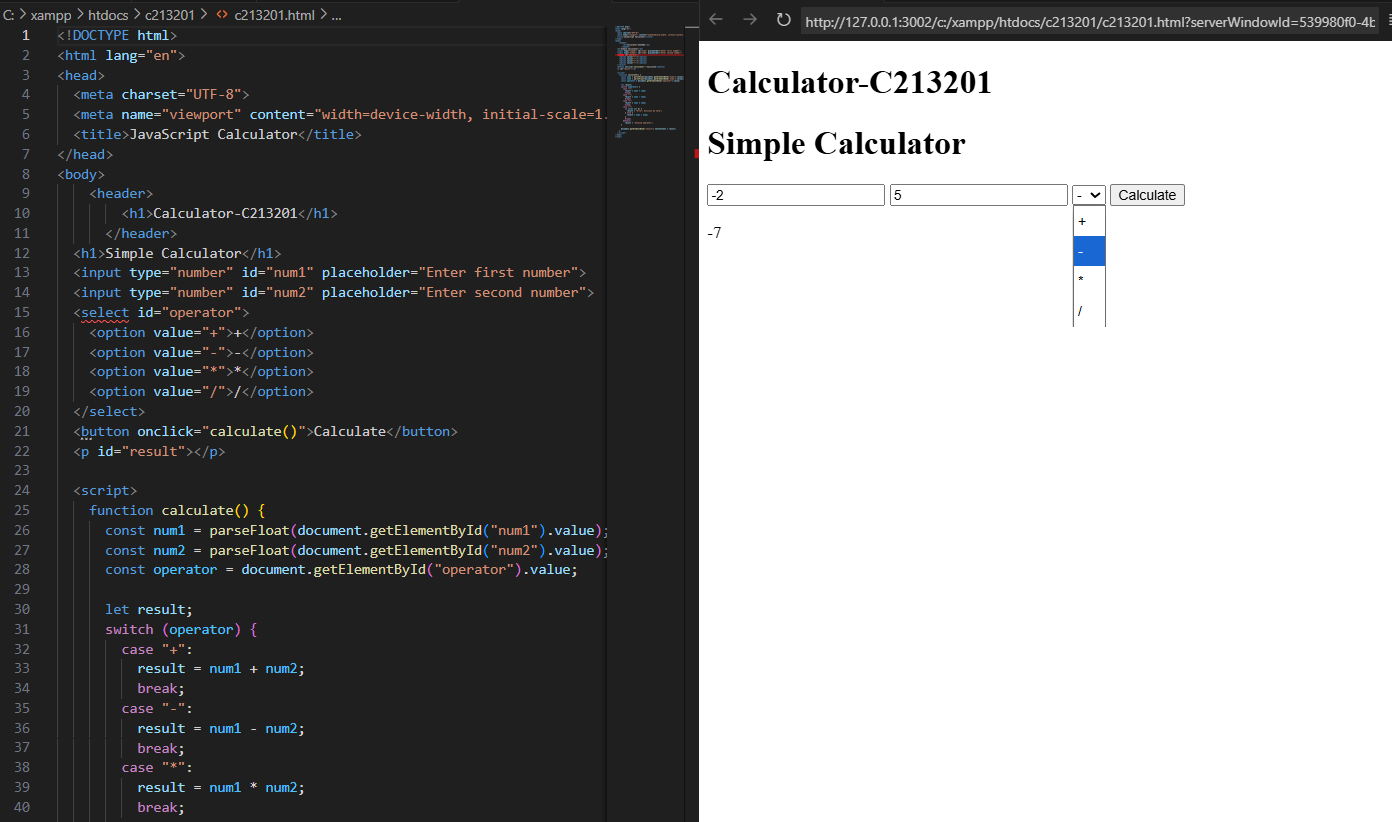 C: > xampp > htdocs > c213201 > <> c213201.html > ...
1 <!DOCTYPE html>
2 <html lang="en">
3 <head>
4 <meta charset="UTF-8">
5 <meta name="viewport" content="width=device-width, initial-scale=1.
6 <title>JavaScript Calculator</title>
7 </head>
8 <body>
9 <header>
10 <h1>Calculator-C213201</h1>
11 </header>
12 <h1>Simple Calculator</h1>
13 <input type="number" id="num1" placeholder="Enter first number">
14 <input type="number" id="num2" placeholder="Enter second number">
15 <select id="operator">
16 <option value="+">+</option>
17 <option value="-">-</option>
18 <option value="*">*</option>
19 <option value="/">/</option>
20 </select>
21 <button onclick="calculate()">Calculate</button>
22 <p id="result"></p>
23
24 <script>
25 function calculate() {
26 const num1 = parseFloat(document.getElementById("num1").value);
27 const num2 = parseFloat(document.getElementById("num2").value);
28 const operator = document.getElementById("operator").value;
29
30 let result;
31 switch (operator) {
32 case "+":
33 result = num1 + num2;
34 break;
35 case "-":
36 result = num1 - num2;
37 break;
38 case "*":
39 result = num1 * num2;
40 break;
http://127.0.0.1:3002/c:/xampp/htdocs/c213201/c213201.html?serverWindowId=539980f0-4b
Calculator-C213201
Simple Calculator
-2 5 - Calculate
-7
+
-
*
/